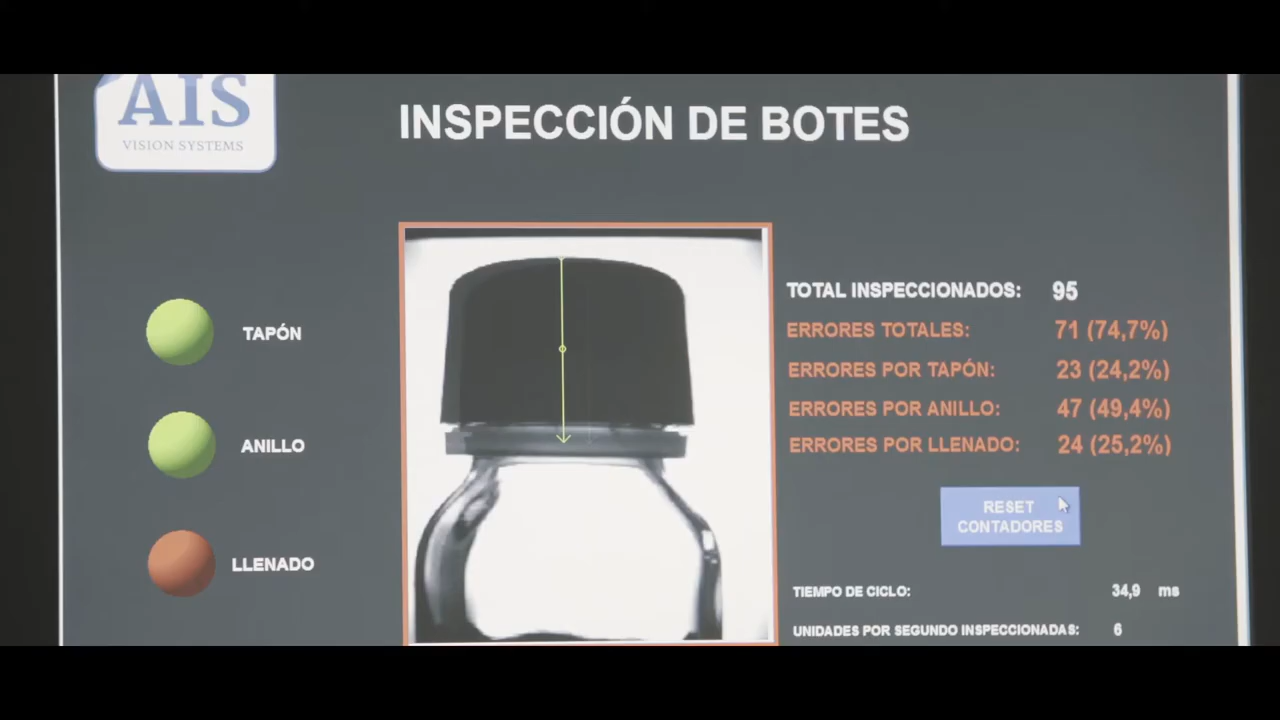 AIS
VISION SYSTEMS
INSPECCIÓN DE BOTES
TAPÓN
ANILLO
LLENADO
TOTAL INSPECCIONADOS: 95
ERRORES TOTALES: 71 (74,7%)
ERRORES POR TAPÓN: 23 (24,2%)
ERRORES POR ANILLO: 47 (49,4%)
ERRORES POR LLENADO: 24 (25,2%)
RESET
CONTADORES
TIEMPO DE CICLO: 34,9 ms
UNIDADES POR SEGUNDO INSPECCIONADAS: 6